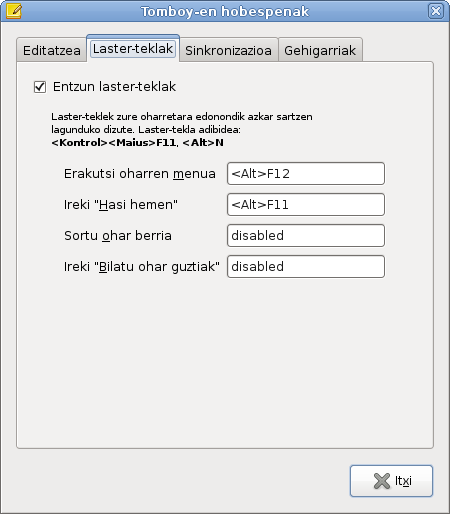 Tomboy-en hobespenak
Editatzea
Laster-teklak
Sinkronizazioa
Gehigarriak
Entzun laster-teklak
Laster-teklek zure oharretara edonondik azkar sartzen
lagunduko dizute. Laster-tekla adibidea:
<Kontrol><Maius>F11, <Alt>N
Erakutsi oharren menua <Alt>F12
Ireki "Hasi hemen" <Alt>F11
Sortu ohar berria disabled
Ireki "Bilatu ohar guztiak" disabled
Itxi